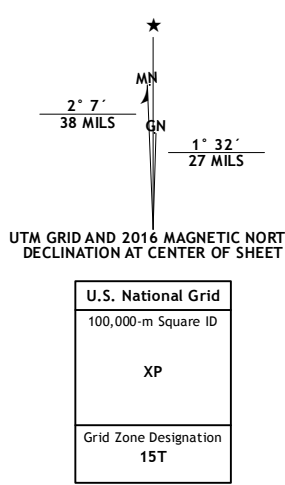 ★
MN
2° 7´
38 MILS
GN
1° 32´
27 MILS
UTM GRID AND 2016 MAGNETIC NORT
DECLINATION AT CENTER OF SHEET
U.S. National Grid
100,000-m Square ID
XP
Grid Zone Designation
15T